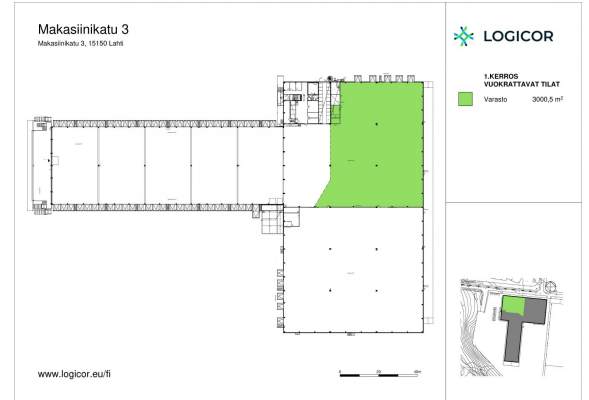 Makasiinikatu 3
Makasiinikatu 3, 15150 Lahti
LOGICOR
1.KERROS
VUOKRATTAVAT TILAT
Varasto 3000,5 m²
www.logicor.eu/fi
0 20 40m